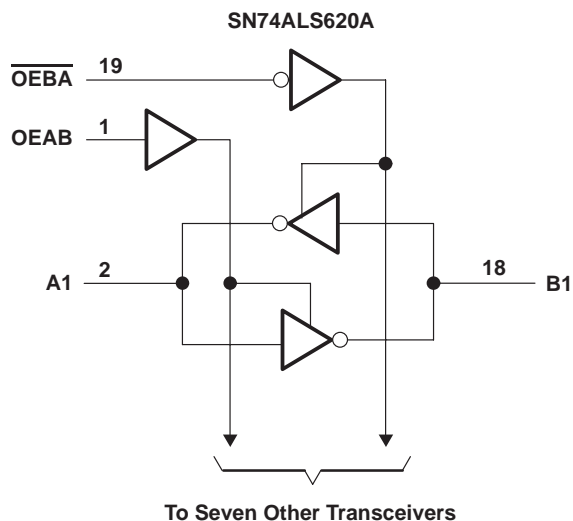 SN74ALS620A
OEBA 19
OEAB 1
A1 2
18 B1
To Seven Other Transceivers